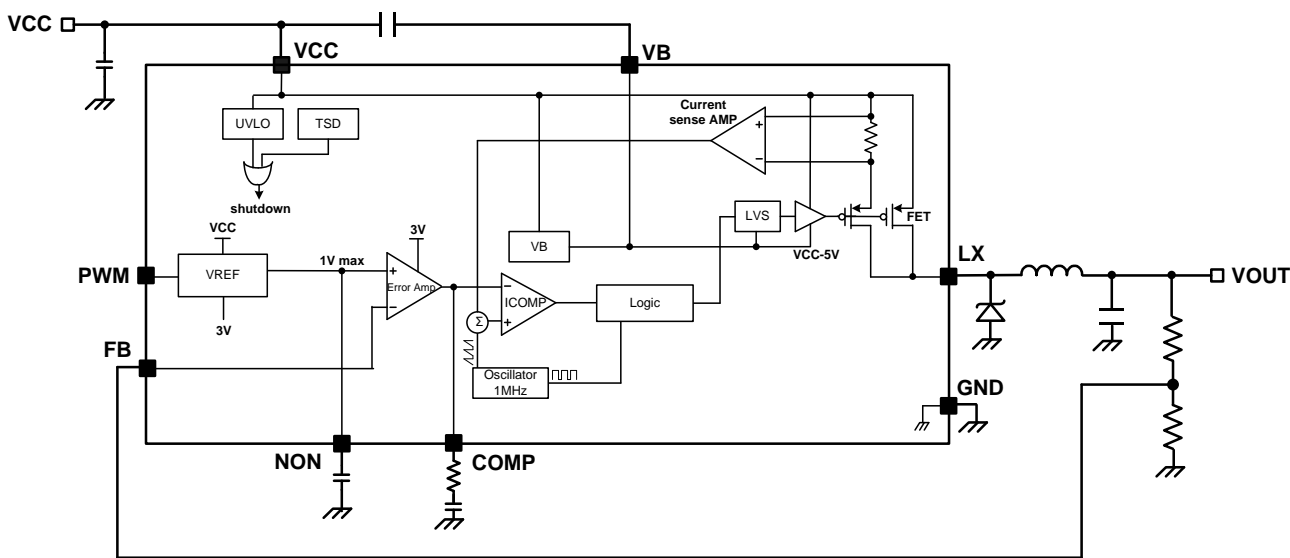 VCC
VCC
VB
UVLO
TSD
Current
sense AMP
+
−
shutdown
LVS
FET
VCC
VB
VCC-5V
LX
PWM
VREF
1V max
3V
+
Error Amp
−
−
ICOMP
+
Logic
VOUT
3V
Σ
FB
Oscillator
1MHz
GND
NON
COMP